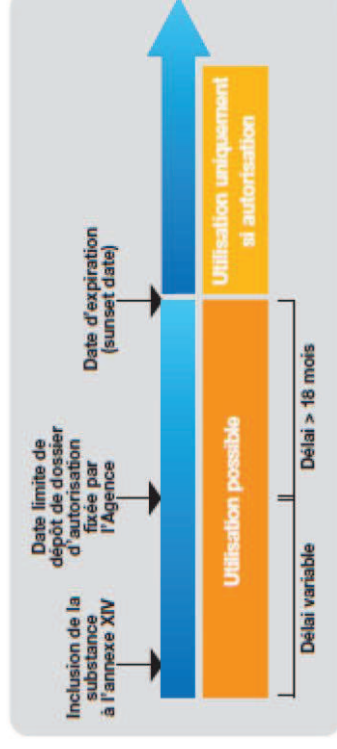 Inclusion de la
substance
à l'annexe XIV
Date limite de
dépôt de dossier
d'autorisation
fixée par
l'Agence
Date d'expiration
(sunset date)
Utilisation possible
Utilisation uniquement
si autorisation
Délai variable
Délai > 18 mois